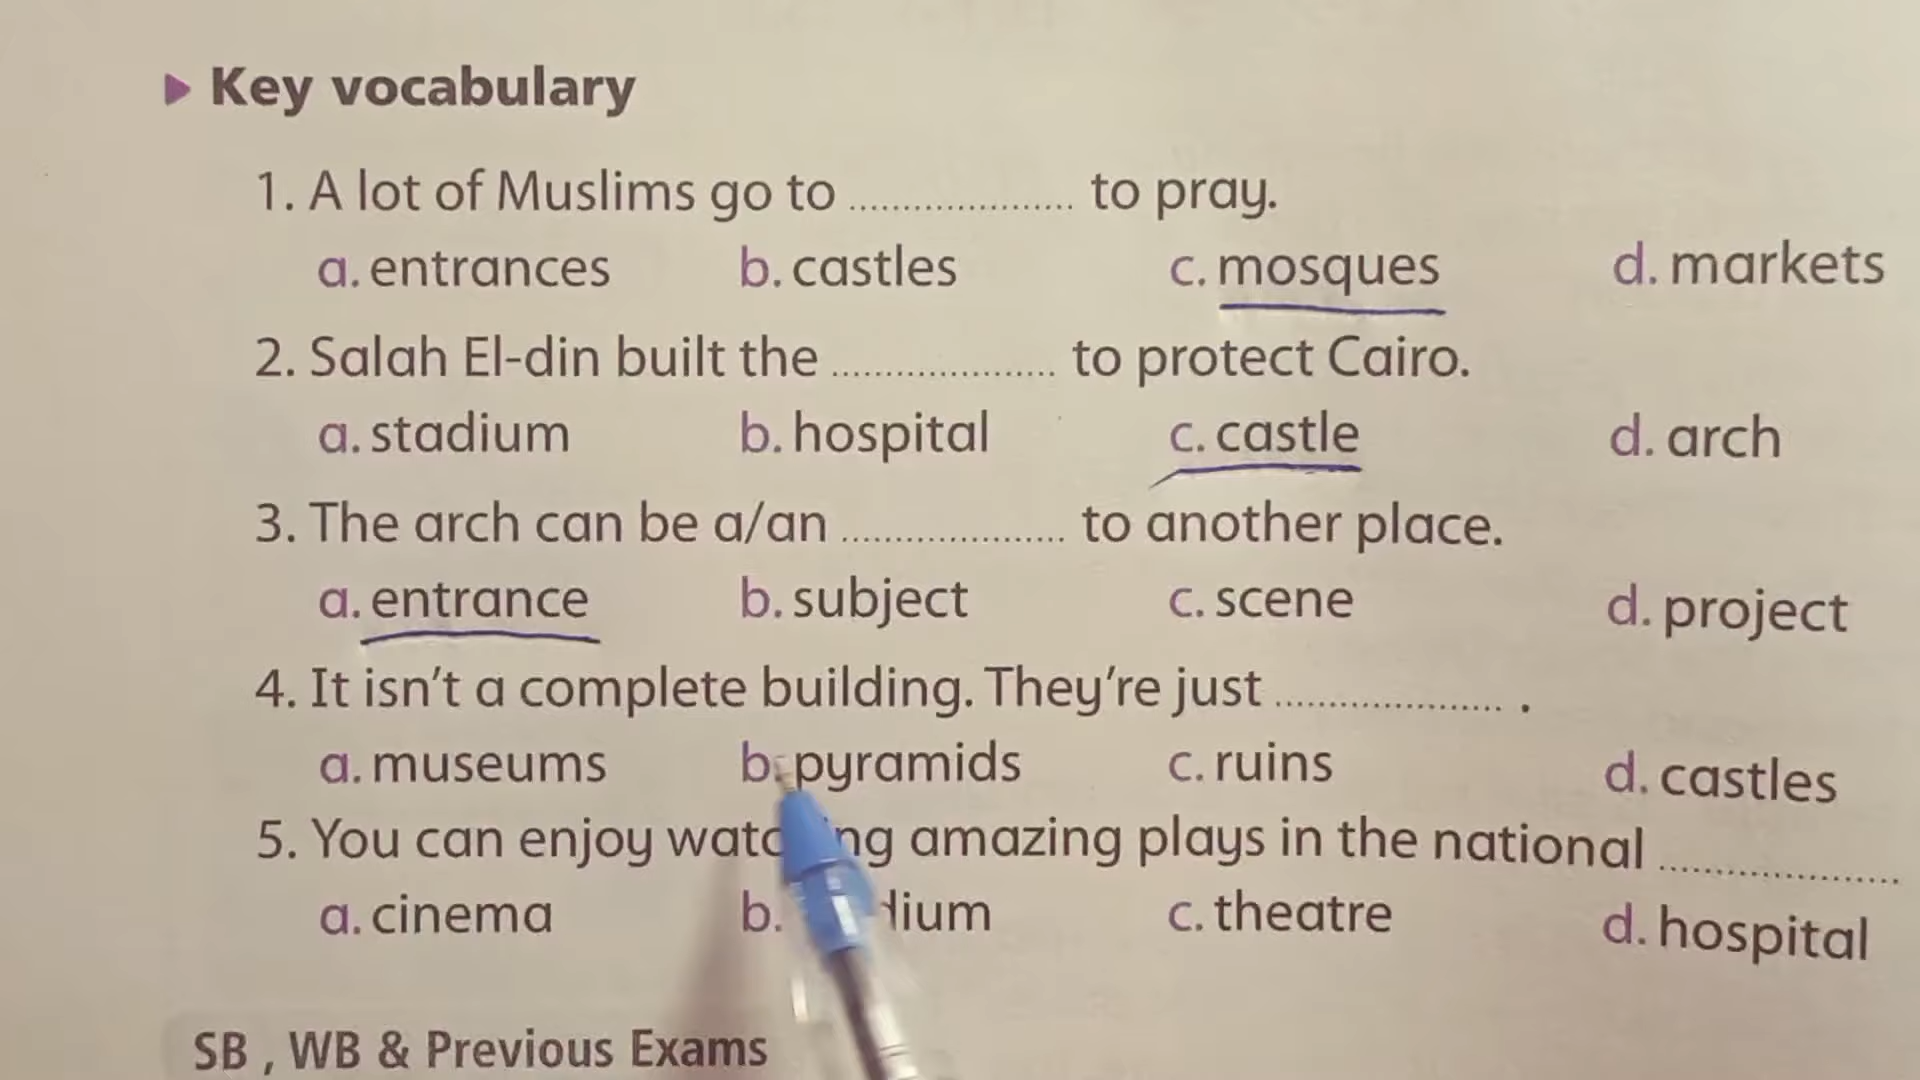 Key vocabulary
1. A lot of Muslims go to .................... to pray.
a. entrances b. castles c. mosques d. markets
2. Salah El-din built the .................... to protect Cairo.
a. stadium b. hospital c. castle d. arch
3. The arch can be a/an .................... to another place.
a. entrance b. subject c. scene d. project
4. It isn't a complete building. They're just .................... .
a. museums b. pyramids c. ruins d. castles
5. You can enjoy watching amazing plays in the national ....................
a. cinema b. c. theatre d. hospital
SB , WB & Previous Exams